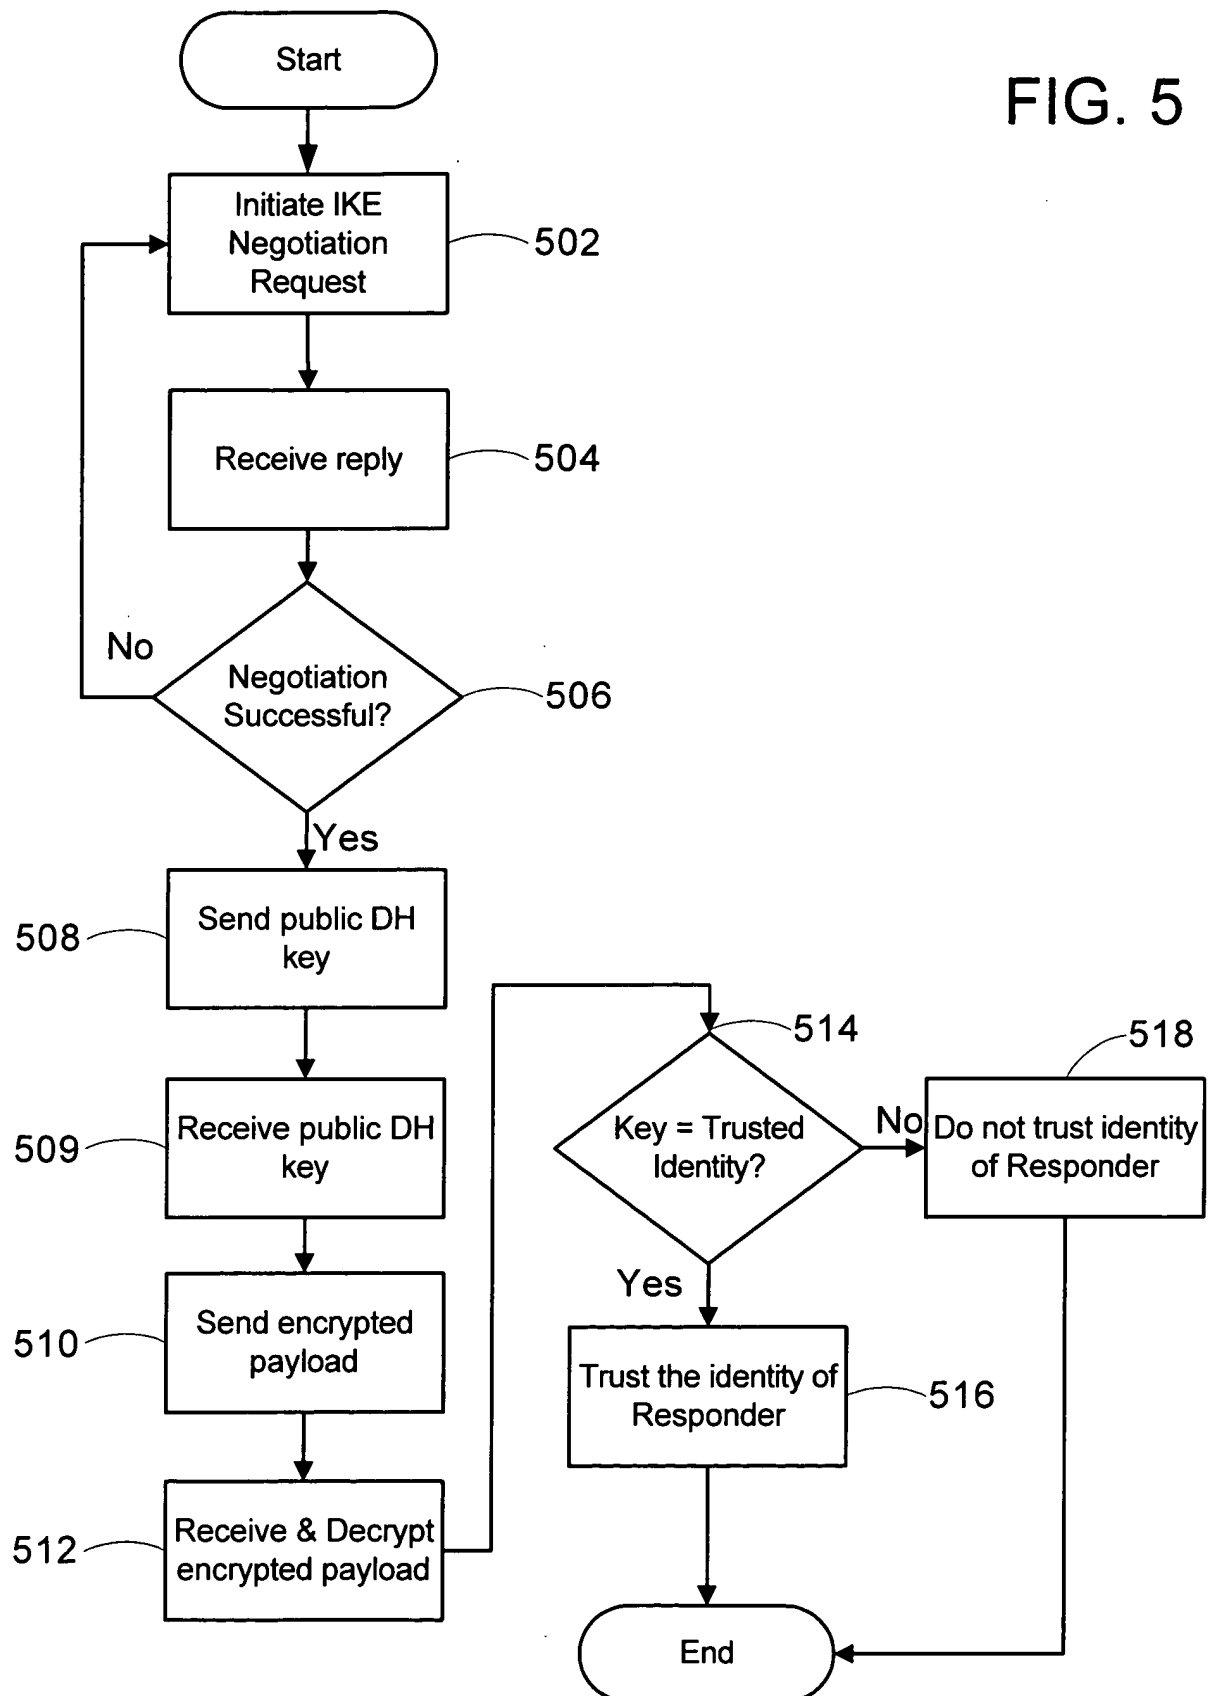 Start
FIG. 5
Initiate IKE
Negotiation
Request
502
Receive reply
504
No
Negotiation
Successful?
506
Yes
Send public DH
key
508
Receive public DH
key
509
Send encrypted
payload
510
Receive & Decrypt
encrypted payload
512
514
Key = Trusted
Identity?
No
518
Do not trust identity
of Responder
Yes
Trust the identity of
Responder
516
End